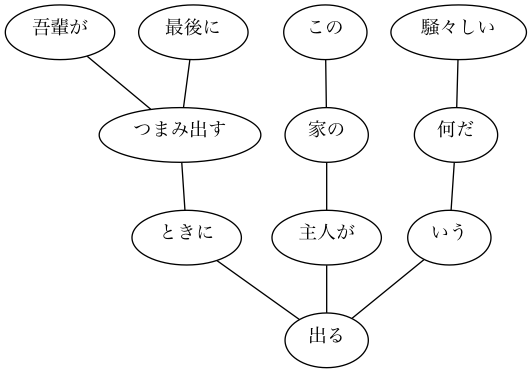 吾輩が 最後に この 騒々しい
つまみ出す 家の 何だ
ときに 主人が いう
出る